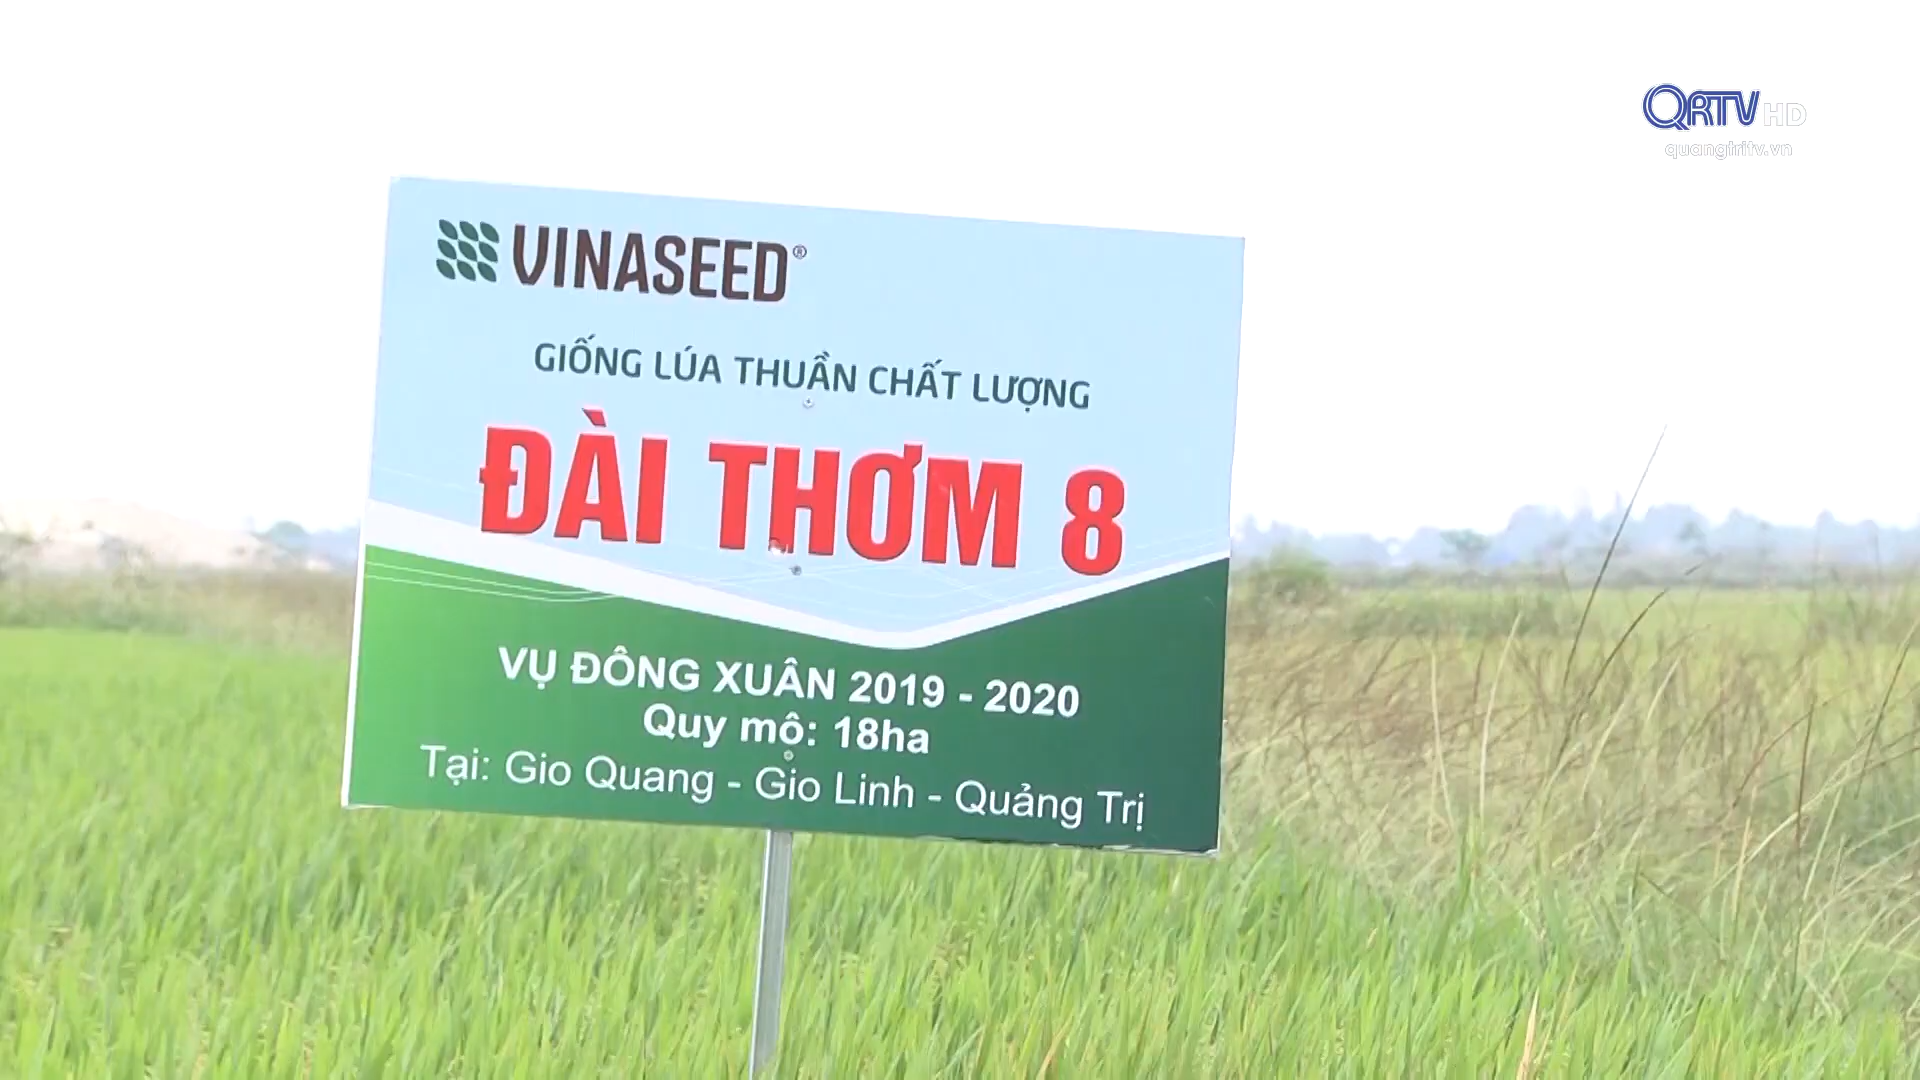 QRTV HD
quangtritv.vn
VINASEED®
GIỐNG LÚA THUẦN CHẤT LƯỢNG
ĐÀI THƠM 8
VỤ ĐÔNG XUÂN 2019 - 2020
Quy mô: 18ha
Tại: Gio Quang - Gio Linh - Quảng Trị